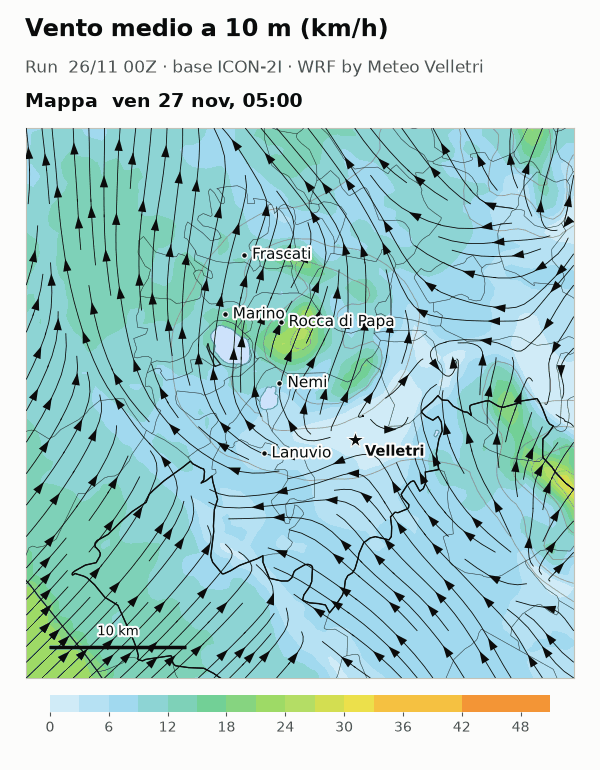 Vento medio a 10 m (km/h)
Run  26/11 00Z · base ICON-2I · WRF by Meteo Velletri
Mappa  ven 27 nov, 05:00
Frascati
Marino
Rocca di Papa
Nemi
Lanuvio
Velletri
10 km
0 6 12 18 24 30 36 42 48